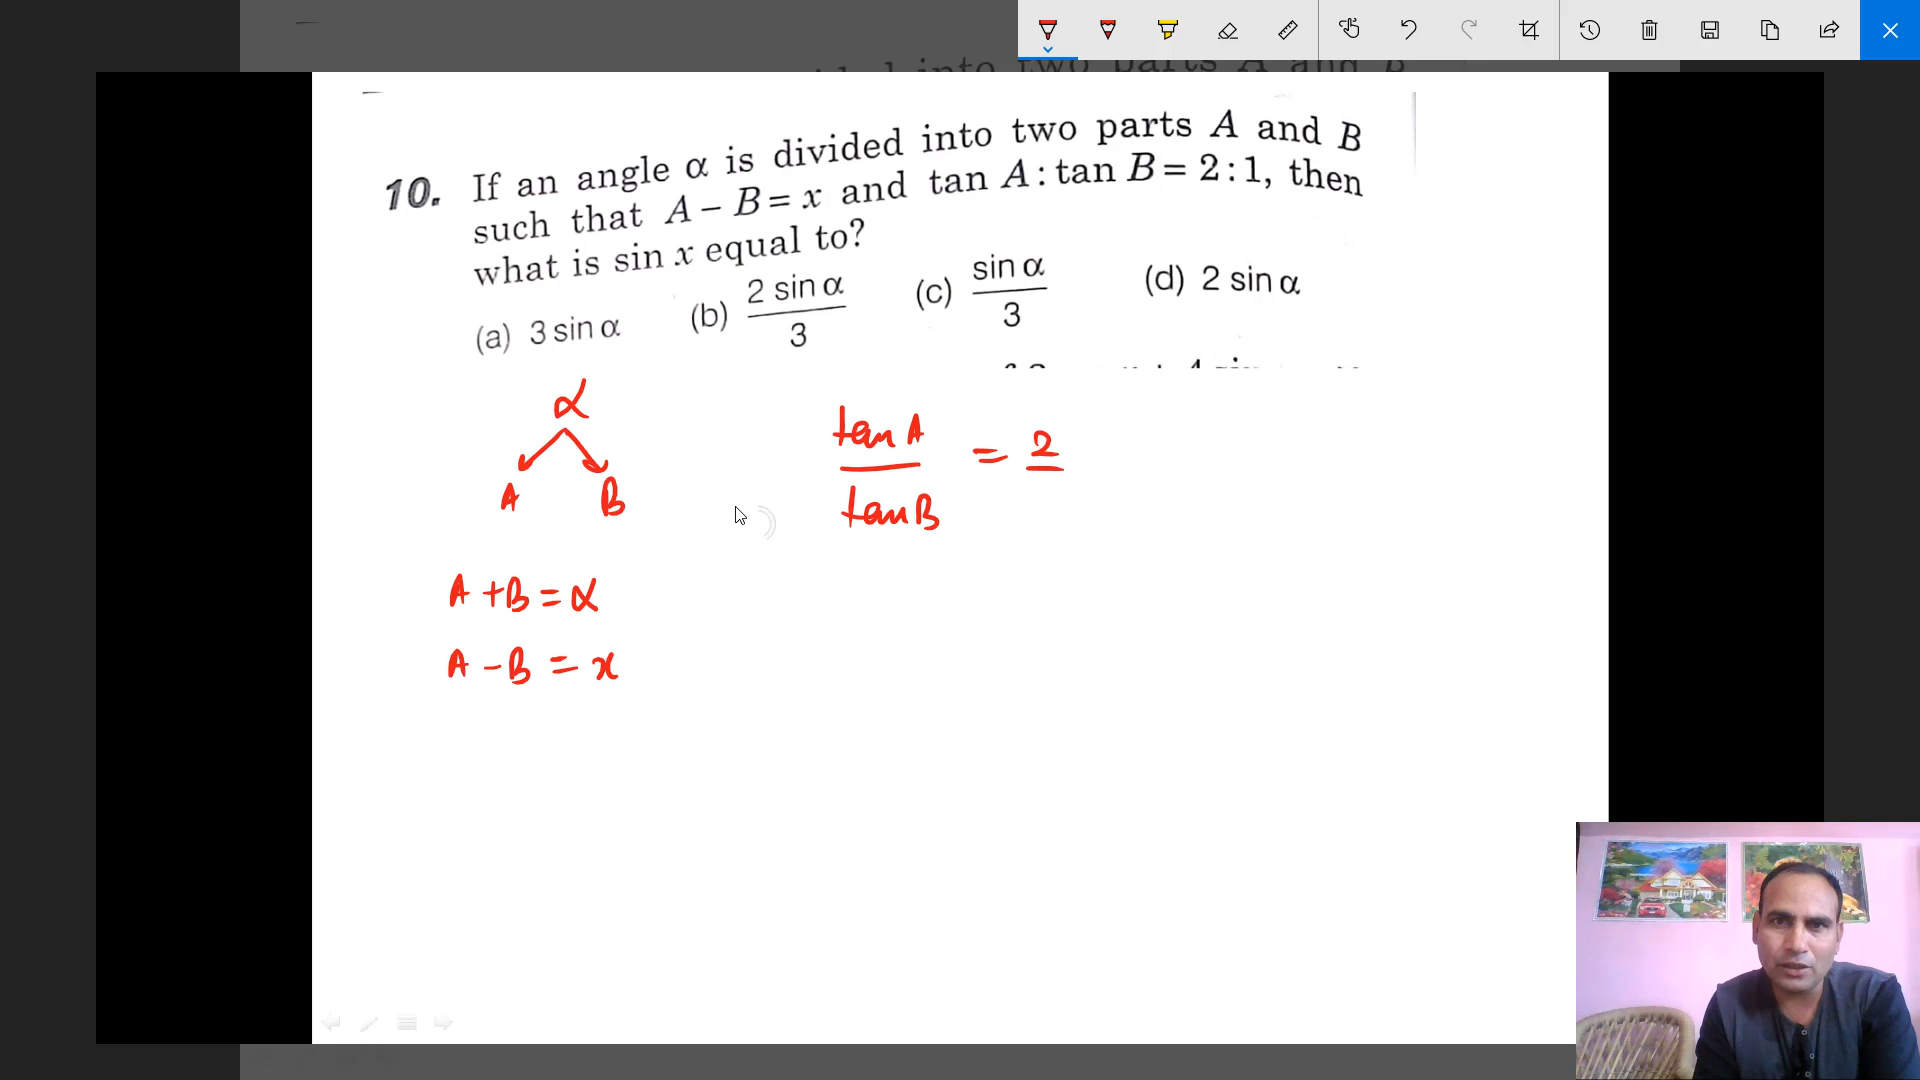 10. If an angle α is divided into two parts A and B
such that A – B = x and tan A : tan B = 2 : 1, then
what is sin x equal to?
(a) 3 sin α (b) 2 sin α / 3 (c) sin α / 3 (d) 2 sin α
α
A B
tan A / tan B = 2
A + B = α
A – B = x